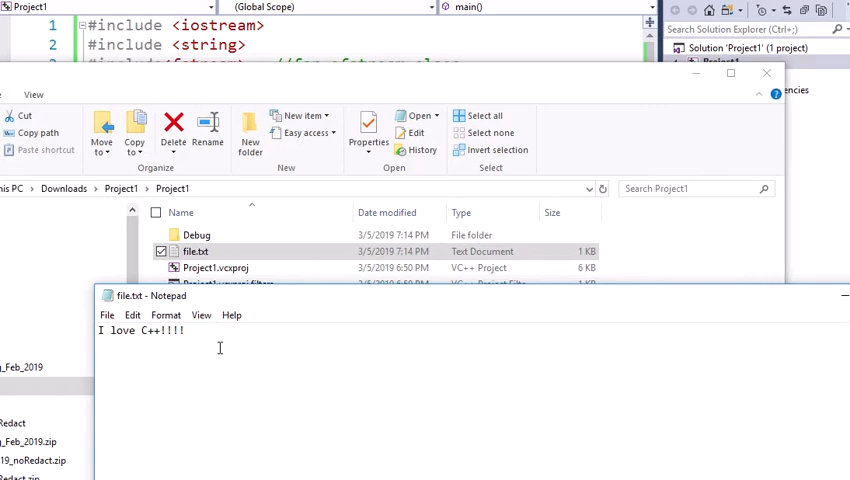 Project1
(Global Scope)
main()
1 #include <iostream>
2 #include <string>
Search Solution Explorer (Ctrl+;)
Solution 'Project1' (1 project)
View
Cut
Copy path
Paste shortcut
Move to
Copy to
Delete
Rename
New folder
New item
Easy access
Properties
Open
Edit
History
Select all
Select none
Invert selection
Organize
New
Open
Select
his PC > Downloads > Project1 > Project1
Search Project1
Name Date modified Type Size
Debug 3/5/2019 7:14 PM File folder
file.txt 3/5/2019 7:14 PM Text Document 1 KB
Project1.vcxproj 3/5/2019 6:50 PM VC++ Project 6 KB
file.txt - Notepad
File Edit Format View Help
I love C++!!!!
g_Feb_2019
Redact
g_Feb_2019.zip
19_noRedact.zip